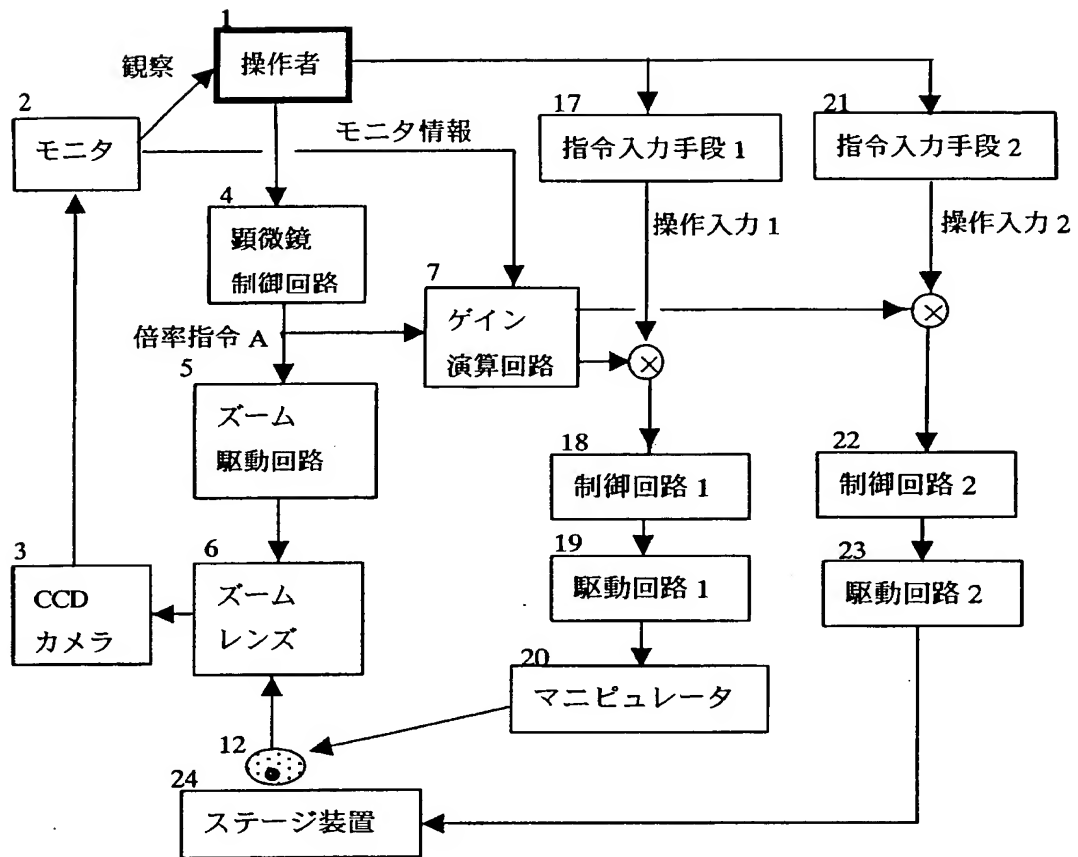 1
操作者
観察
2
モニタ
モニタ情報
17
指令入力手段 1
21
指令入力手段 2
操作入力 1
操作入力 2
4
顕微鏡
制御回路
7
ゲイン
演算回路
倍率指令 A
5
ズーム
駆動回路
18
制御回路 1
22
制御回路 2
3
CCD
カメラ
6
ズーム
レンズ
19
駆動回路 1
23
駆動回路 2
20
マニピュレータ
12
24
ステージ装置